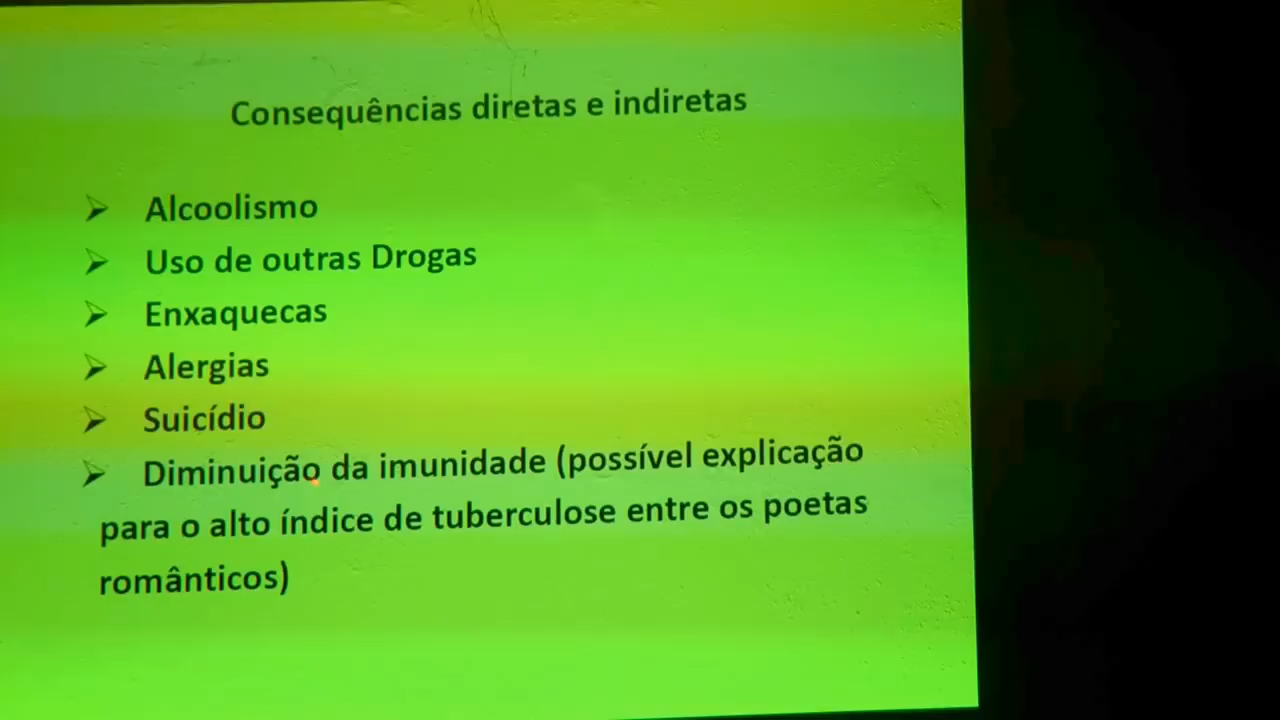 Consequências diretas e indiretas
➢ Alcoolismo
➢ Uso de outras Drogas
➢ Enxaquecas
➢ Alergias
➢ Suicídio
➢ Diminuição da imunidade (possível explicação
para o alto índice de tuberculose entre os poetas
românticos)